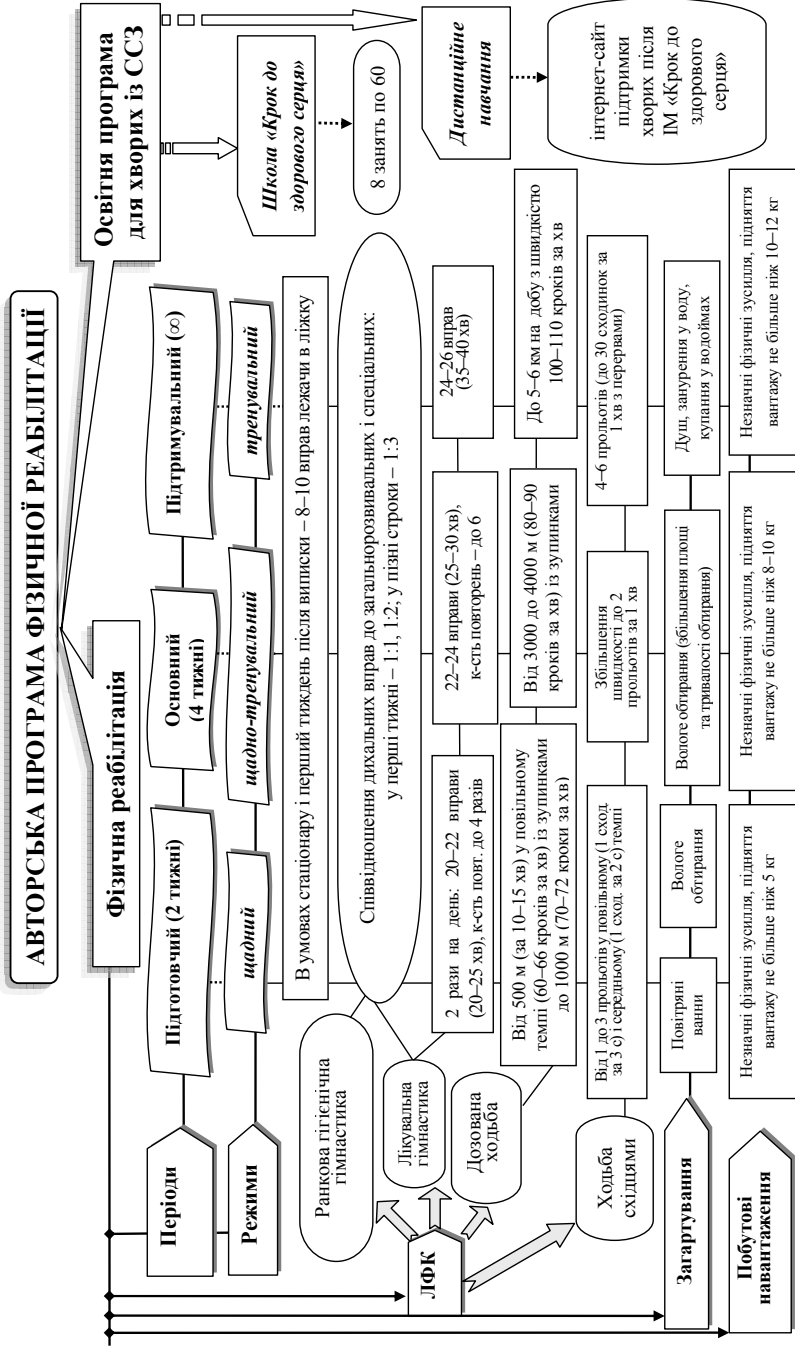 АВТОРСЬКА ПРОГРАМА ФІЗИЧНОЇ РЕАБІЛІТАЦІЇ
Фізична реабілітація
Освітня програма
для хворих із ССЗ
Періоди
Підготовчий (2 тижні)
Основний
(4 тижні)
Підтримувальний (∞)
Режими
щадний
щадно-тренувальний
тренувальний
Школа «Крок до
здорового серця»
8 занять по 60
Дистанційне
навчання
інтернет-сайт
підтримки
хворих після
ІМ «Крок до
здорового
серця»
ЛФК
Ранкова гігієнічна
гімнастика
В умовах стаціонару і перший тиждень після виписки – 8–10 вправ лежачи в ліжку
Співвідношення дихальних вправ до загальнорозвивальних і спеціальних:
у перші тижні – 1:1, 1:2; у пізні строки – 1:3
Лікувальна
гімнастика
2 рази на день: 20–22 вправи
(20–25 хв), к-сть повт. до 4 разів
22–24 вправи (25–30 хв),
к-сть повторень – до 6
24–26 вправ
(35–40 хв)
Дозована
ходьба
Від 500 м (за 10–15 хв) у повільному
темпі (60–66 кроків за хв) із зупинками
до 1000 м (70–72 кроки за хв)
Від 3000 до 4000 м (80–90
кроків за хв) із зупинками
До 5–6 км на добу з швидкістю
100–110 кроків за хв
Ходьба
східцями
Від 1 до 3 прольотів у повільному (1 сход.
за 3 с) і середньому (1 сход. за 2 с) темпі
Збільшення
швидкості до 2
прольотів за 1 хв
4–6 прольотів (до 30 сходинок за
1 хв з перервами)
Загартування
Повітряні
ванни
Вологе
обтирання
Вологе обтирання (збільшення площі
та тривалості обтирання)
Душ, занурення у воду,
купання у водоймах
Побутові
навантаження
Незначні фізичні зусилля, підняття
вантажу не більше ніж 5 кг
Незначні фізичні зусилля, підняття
вантажу не більше ніж 8–10 кг
Незначні фізичні зусилля, підняття
вантажу не більше ніж 10–12 кг